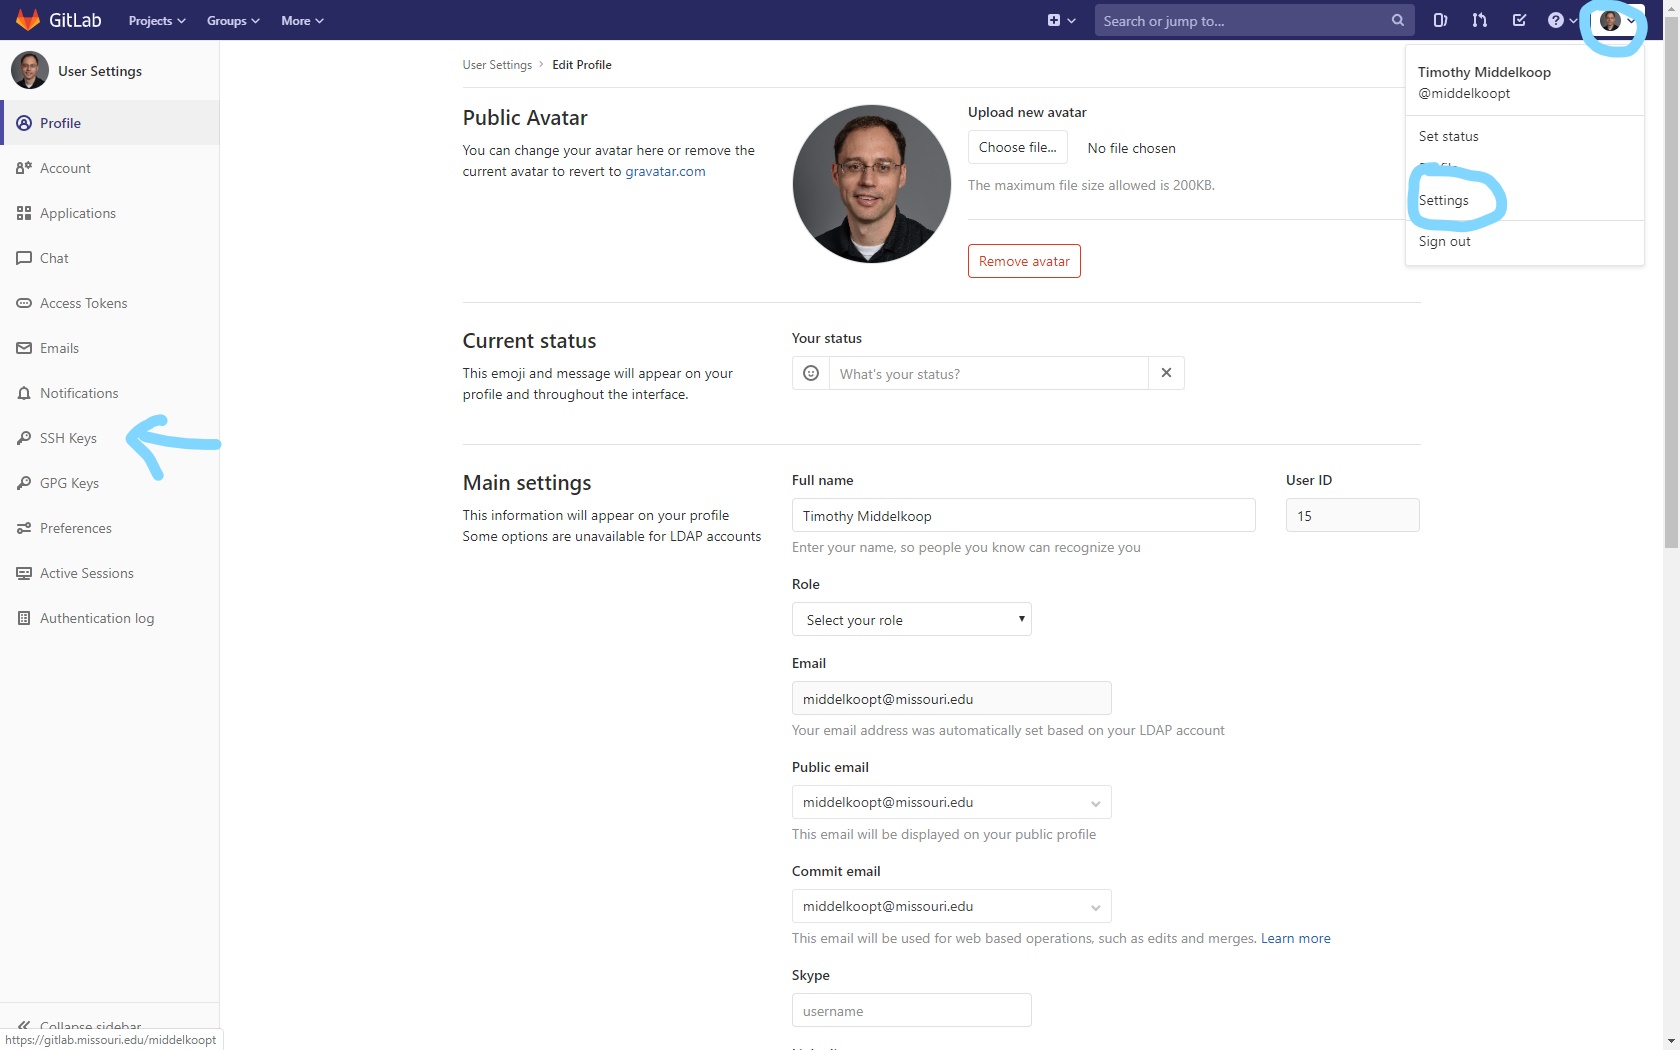 GitLab Projects Groups More Search or jump to...
User Settings
Profile
Account
Applications
Chat
Access Tokens
Emails
Notifications
SSH Keys
GPG Keys
Preferences
Active Sessions
Authentication log
Collapse sidebar
https://gitlab.missouri.edu/middelkoopt
User Settings > Edit Profile
Public Avatar
You can change your avatar here or remove the
current avatar to revert to gravatar.com
Upload new avatar
Choose file... No file chosen
The maximum file size allowed is 200KB.
Remove avatar
Current status
This emoji and message will appear on your
profile and throughout the interface.
Your status
What's your status?
Main settings
This information will appear on your profile
Some options are unavailable for LDAP accounts
Full name
Timothy Middelkoop
Enter your name, so people you know can recognize you
User ID
15
Role
Select your role
Email
middelkoopt@missouri.edu
Your email address was automatically set based on your LDAP account
Public email
middelkoopt@missouri.edu
This email will be displayed on your public profile
Commit email
middelkoopt@missouri.edu
This email will be used for web based operations, such as edits and merges. Learn more
Skype
username
Timothy Middelkoop
@middelkoopt
Set status
Settings
Sign out